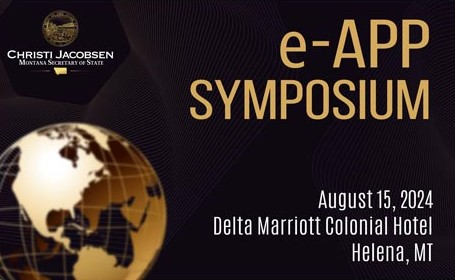 CHRISTI JACOBSEN
MONTANA SECRETARY OF STATE
e-APP
SYMPOSIUM
August 15, 2024
Delta Marriott Colonial Hotel
Helena, MT